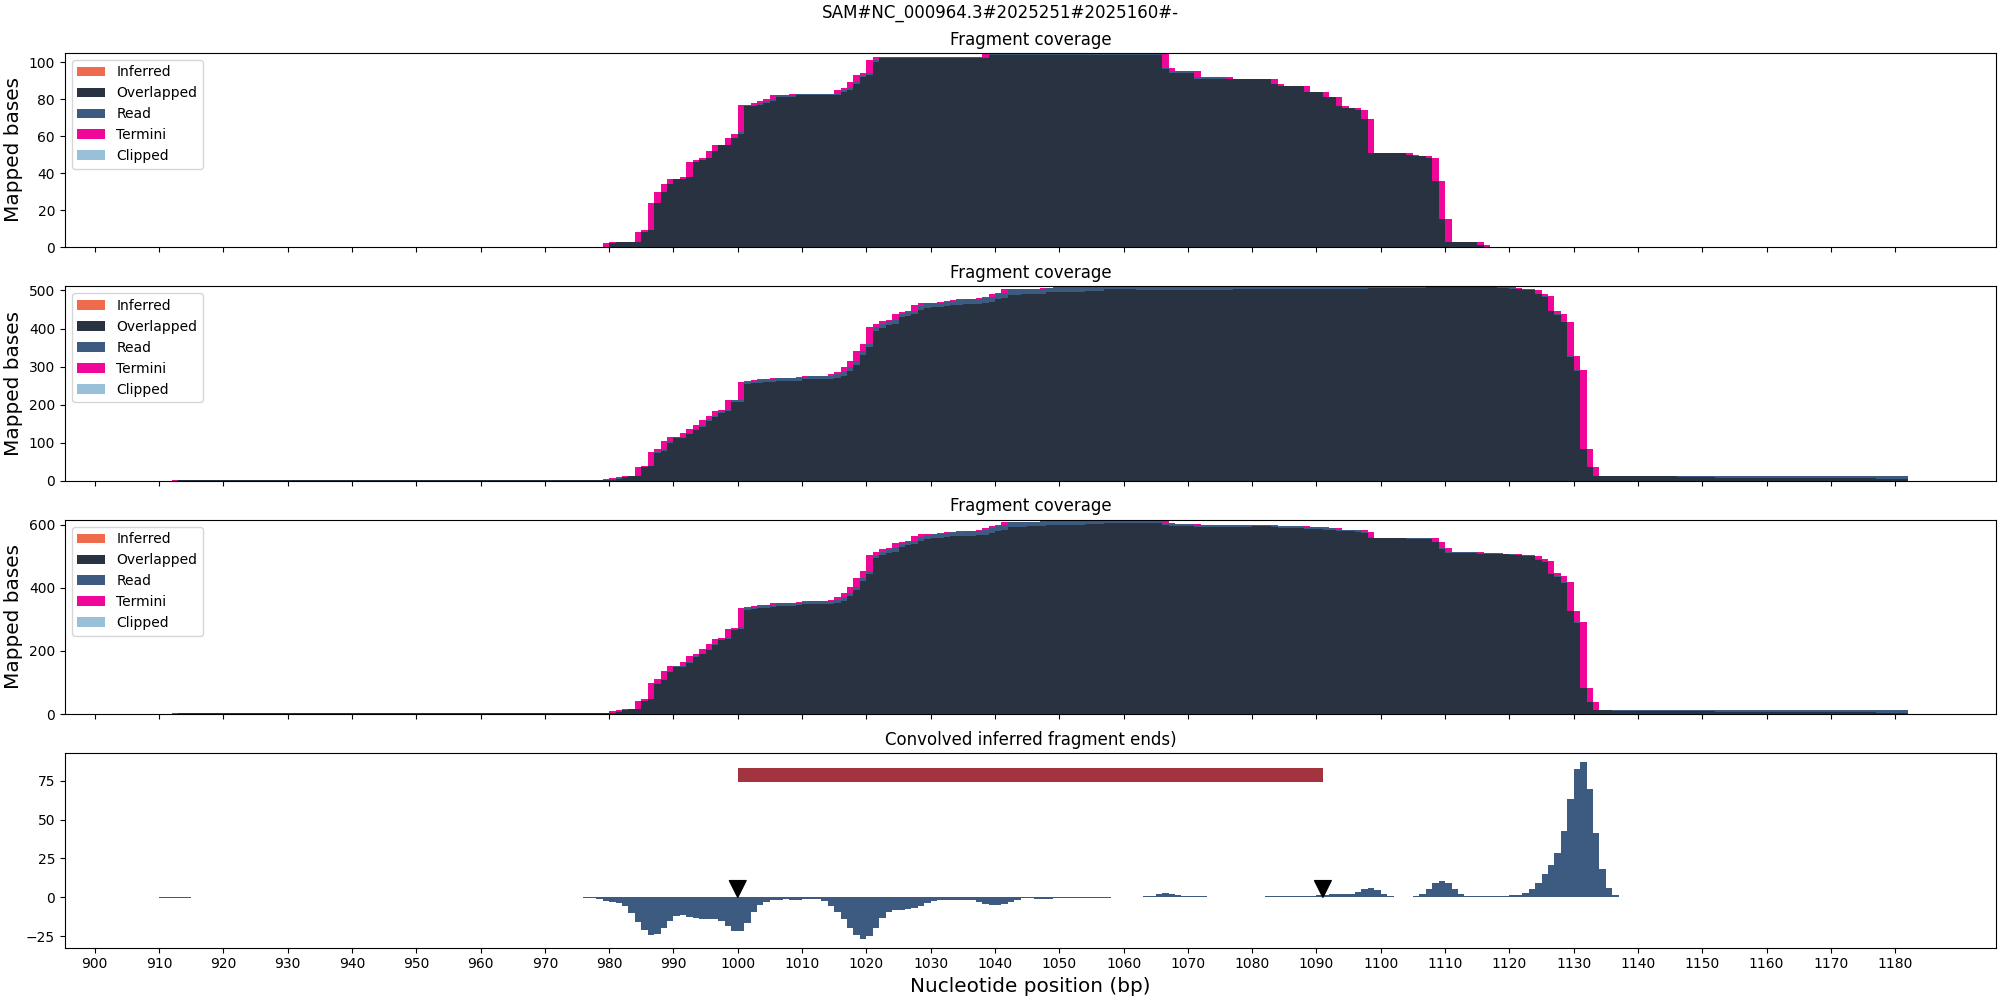 SAM#NC_000964.3#2025251#2025160#-
Fragment coverage
Mapped bases
100
80
60
40
20
0
Inferred
Overlapped
Read
Termini
Clipped
Fragment coverage
Mapped bases
500
400
300
200
100
0
Inferred
Overlapped
Read
Termini
Clipped
Fragment coverage
Mapped bases
600
400
200
0
Inferred
Overlapped
Read
Termini
Clipped
Convolved inferred fragment ends)
75
50
25
0
−25
900 910 920 930 940 950 960 970 980 990 1000 1010 1020 1030 1040 1050 1060 1070 1080 1090 1100 1110 1120 1130 1140 1150 1160 1170 1180
Nucleotide position (bp)